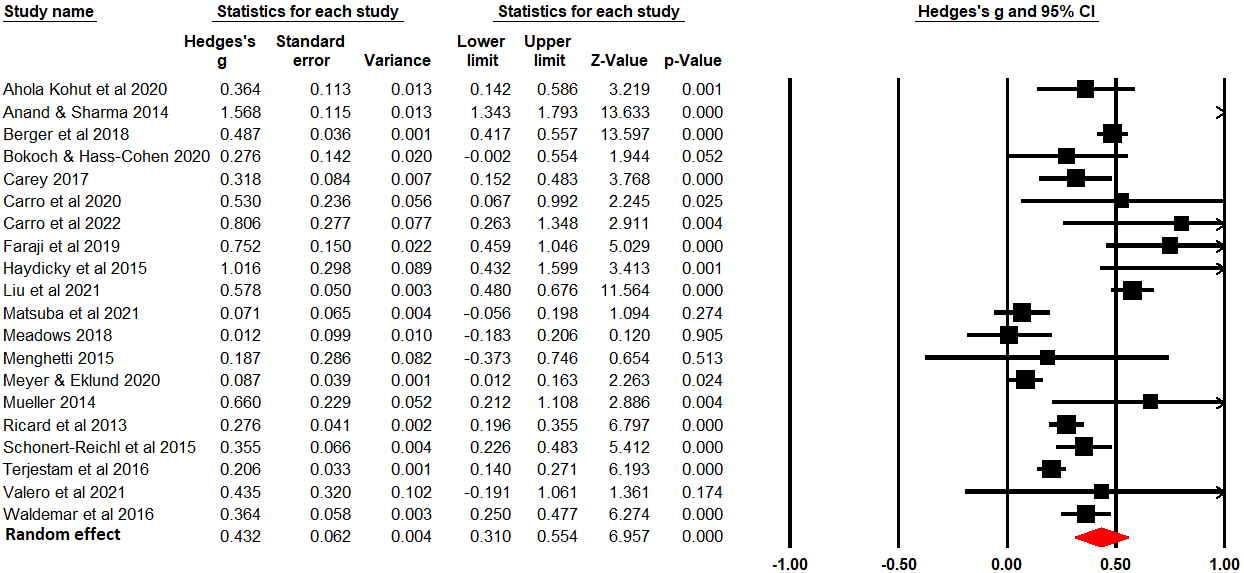 Study name Statistics for each study Statistics for each study Hedges's g and 95% CI
Hedges's Standard Lower Upper
g error Variance limit limit Z-Value p-Value
Ahola Kohut et al 2020 0.364 0.113 0.013 0.142 0.586 3.219 0.001
Anand & Sharma 2014 1.568 0.115 0.013 1.343 1.793 13.633 0.000
Berger et al 2018 0.487 0.036 0.001 0.417 0.557 13.597 0.000
Bokoch & Hass-Cohen 2020 0.276 0.142 0.020 -0.002 0.554 1.944 0.052
Carey 2017 0.318 0.084 0.007 0.152 0.483 3.768 0.000
Carro et al 2020 0.530 0.236 0.056 0.067 0.992 2.245 0.025
Carro et al 2022 0.806 0.277 0.077 0.263 1.348 2.911 0.004
Faraji et al 2019 0.752 0.150 0.022 0.459 1.046 5.029 0.000
Haydicky et al 2015 1.016 0.298 0.089 0.432 1.599 3.413 0.001
Liu et al 2021 0.578 0.050 0.003 0.480 0.676 11.564 0.000
Matsuba et al 2021 0.071 0.065 0.004 -0.056 0.198 1.094 0.274
Meadows 2018 0.012 0.099 0.010 -0.183 0.206 0.120 0.905
Menghetti 2015 0.187 0.286 0.082 -0.373 0.746 0.654 0.513
Meyer & Eklund 2020 0.087 0.039 0.001 0.012 0.163 2.263 0.024
Mueller 2014 0.660 0.229 0.052 0.212 1.108 2.886 0.004
Ricard et al 2013 0.276 0.041 0.002 0.196 0.355 6.797 0.000
Schonert-Reichl et al 2015 0.355 0.066 0.004 0.226 0.483 5.412 0.000
Terjestam et al 2016 0.206 0.033 0.001 0.140 0.271 6.193 0.000
Valero et al 2021 0.435 0.320 0.102 -0.191 1.061 1.361 0.174
Waldemar et al 2016 0.364 0.058 0.003 0.250 0.477 6.274 0.000
Random effect 0.432 0.062 0.004 0.310 0.554 6.957 0.000
-1.00 -0.50 0.00 0.50 1.00